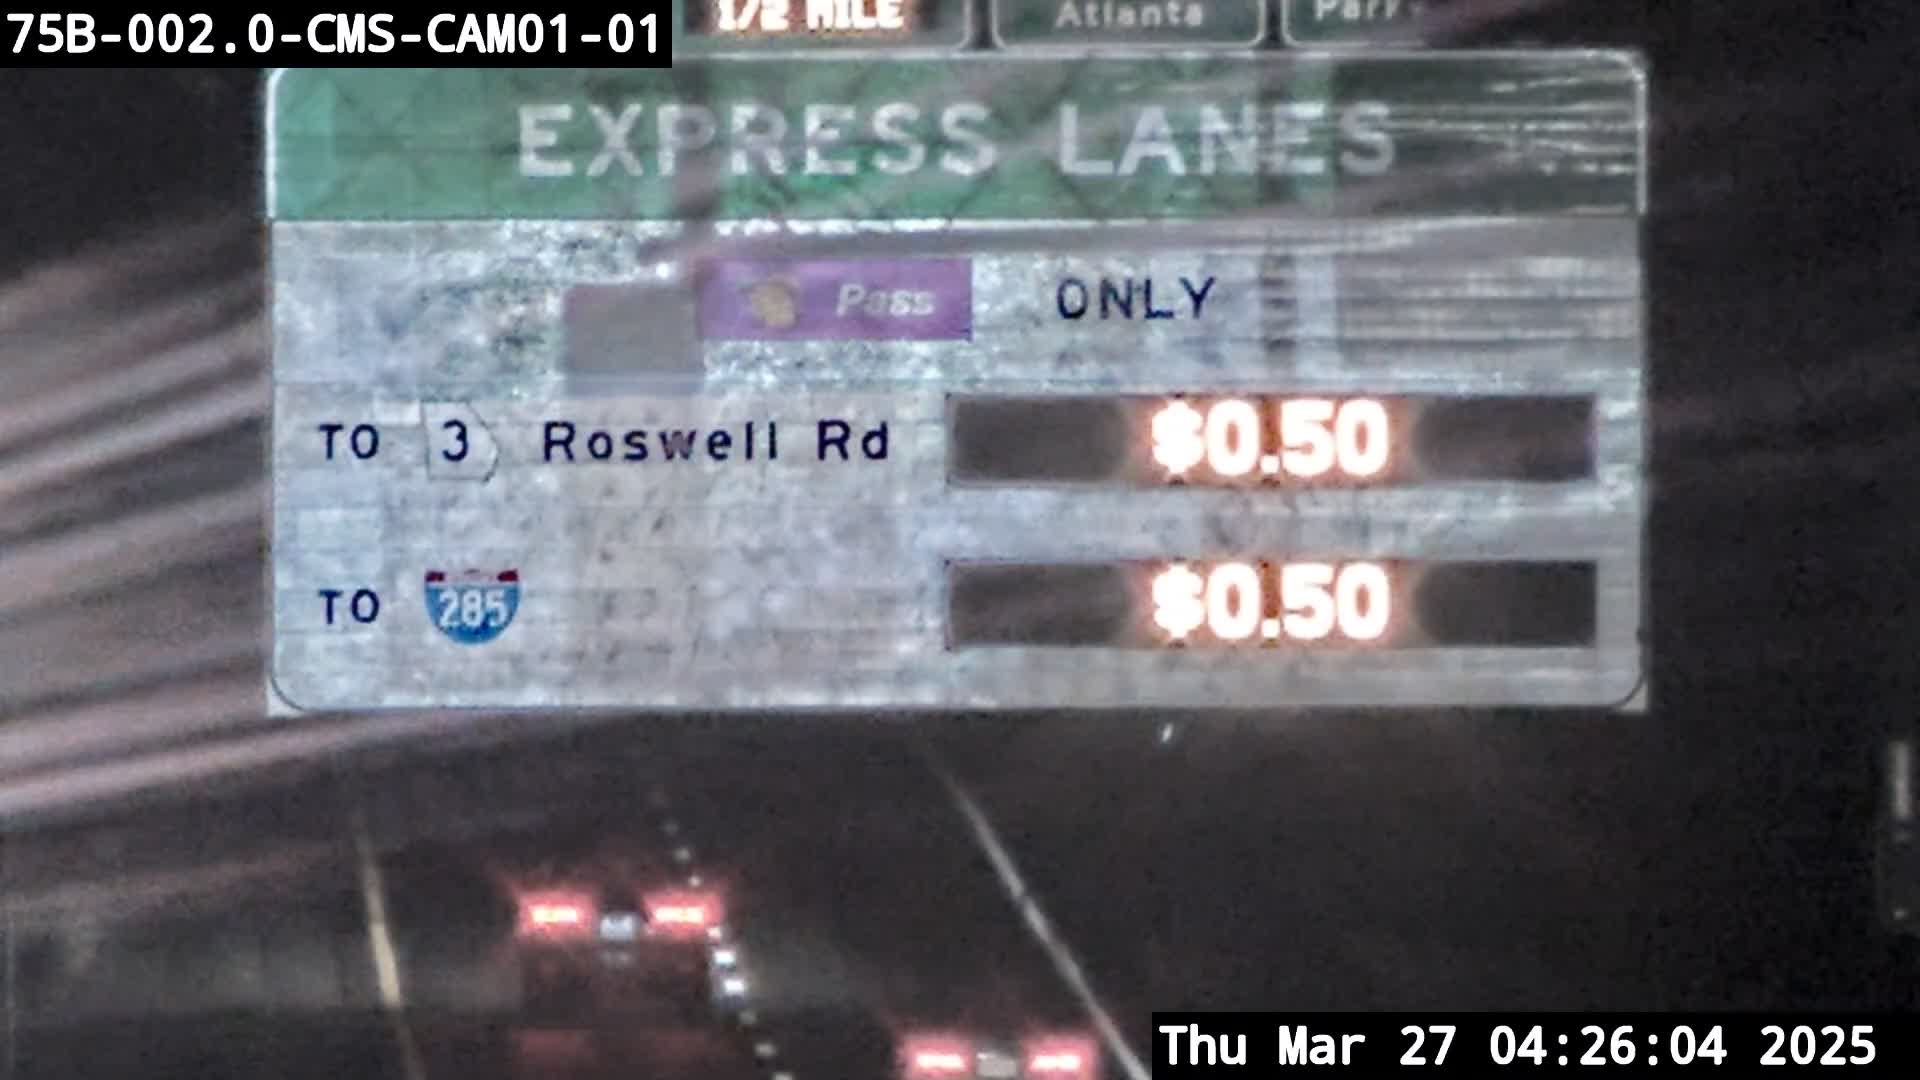 75B-002.0-CMS-CAM01-01
1/2 MILE
Atlanta
EXPRESS LANES
Pass ONLY
TO 3 Roswell Rd $0.50
TO 285 $0.50
Thu Mar 27 04:26:04 2025